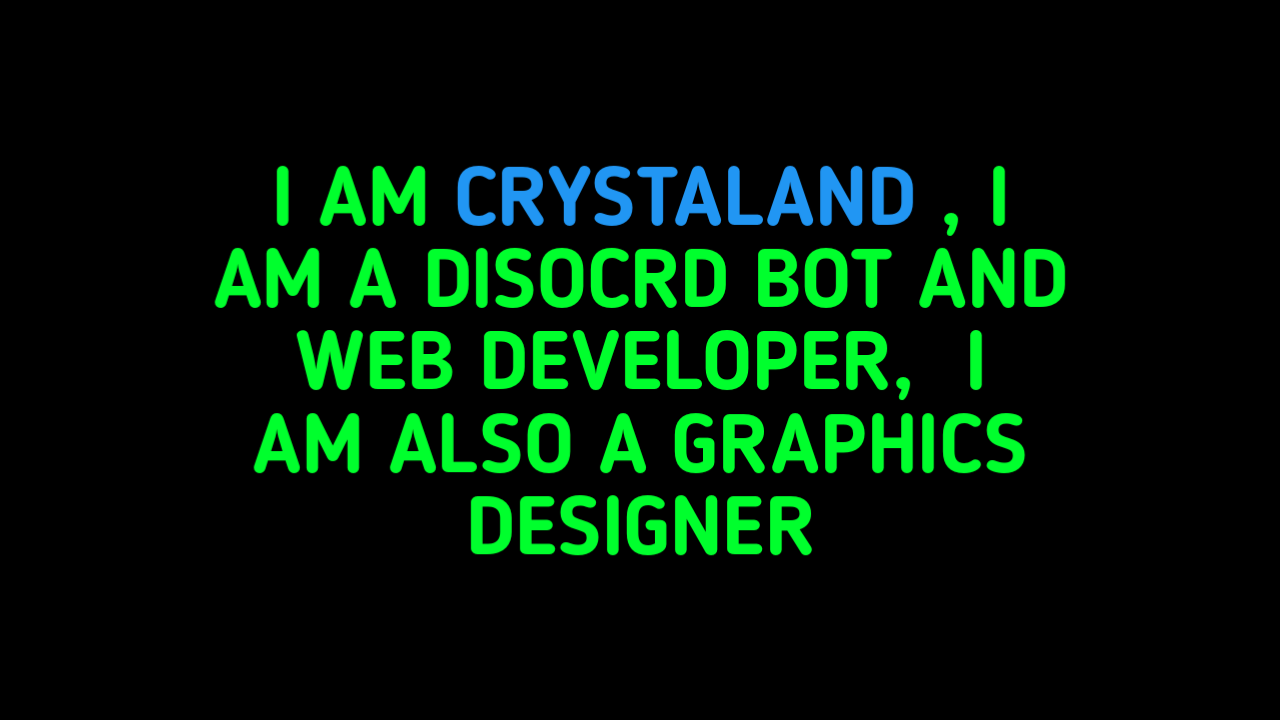 I AM CRYSTALAND , I
AM A DISOCRD BOT AND
WEB DEVELOPER,  I
AM ALSO A GRAPHICS
DESIGNER